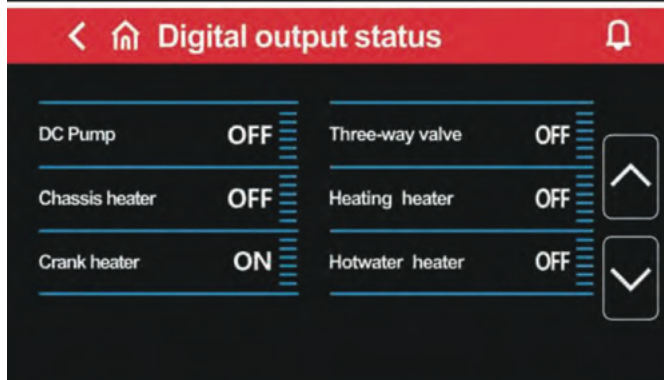 Digital output status
DC Pump OFF Three-way valve OFF
Chassis heater OFF Heating heater OFF
Crank heater ON Hotwater heater OFF